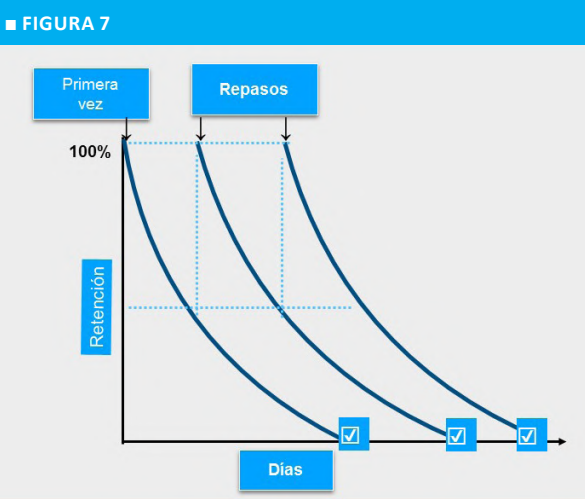 ■ FIGURA 7
Primera
vez
Repasos
100%
Retención
Días